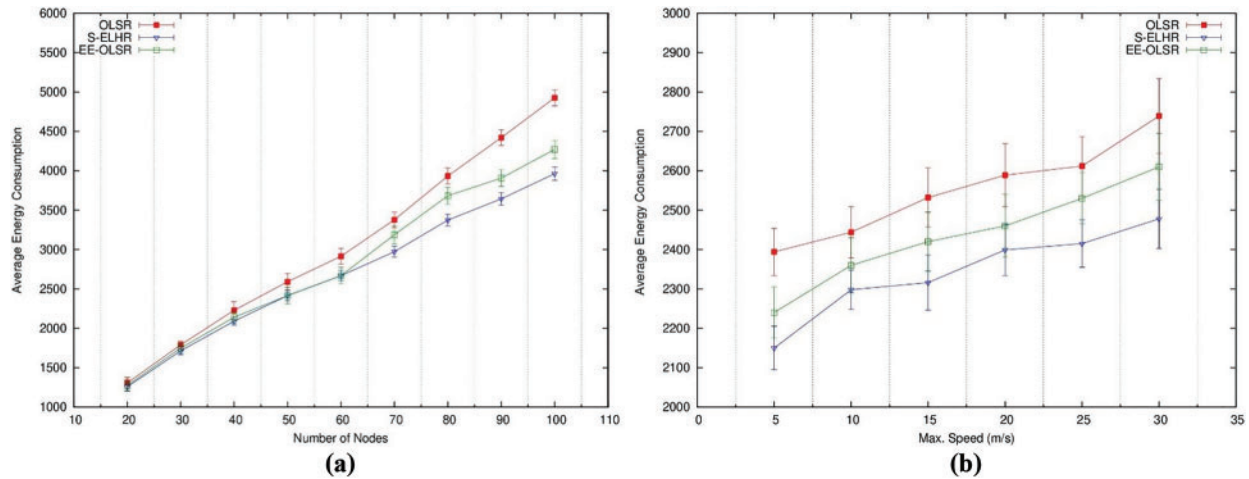 6000
5500
5000
4500
4000
3500
3000
2500
2000
1500
1000
Average Energy Consumption
OLSR
S-ELHR
EE-OLSR
10 20 30 40 50 60 70 80 90 100 110
Number of Nodes
(a)
3000
2900
2800
2700
2600
2500
2400
2300
2200
2100
2000
Average Energy Consumption
OLSR
S-ELHR
EE-OLSR
0 5 10 15 20 25 30 35
Max. Speed (m/s)
(b)